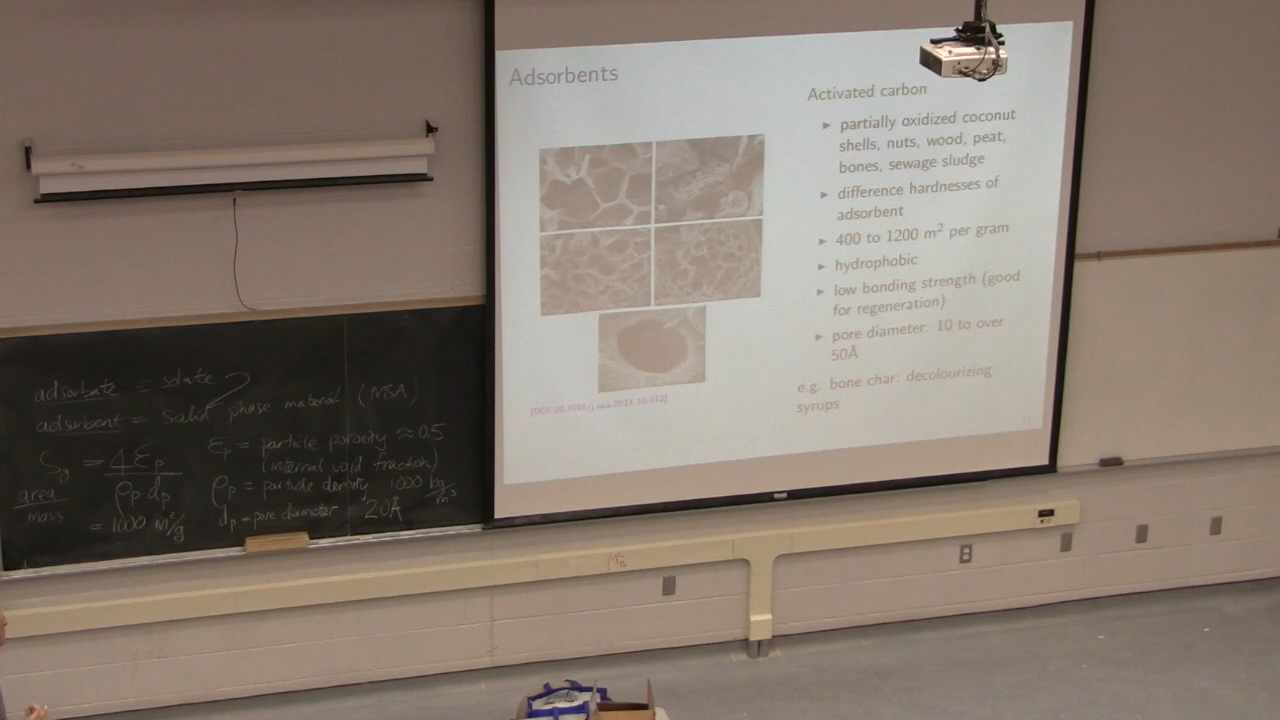 adsorbate = solute
adsorbent = solid phase material (MSA)
Sg = 4εp / ρp dp
area / mass
= 1000 m²/g
εp = particle porosity ≈ 0.5
(internal void fraction)
ρp = particle density 1000 kg/m³
dp = pore diameter 20Å
Adsorbents
Activated carbon
▶ partially oxidized coconut
shells, nuts, wood, peat,
bones, sewage sludge
▶ difference hardnesses of
adsorbent
▶ 400 to 1200 m² per gram
▶ hydrophobic
▶ low bonding strength (good
for regeneration)
▶ pore diameter: 10 to over
50Å
e.g. bone char: decolourizing
syrups